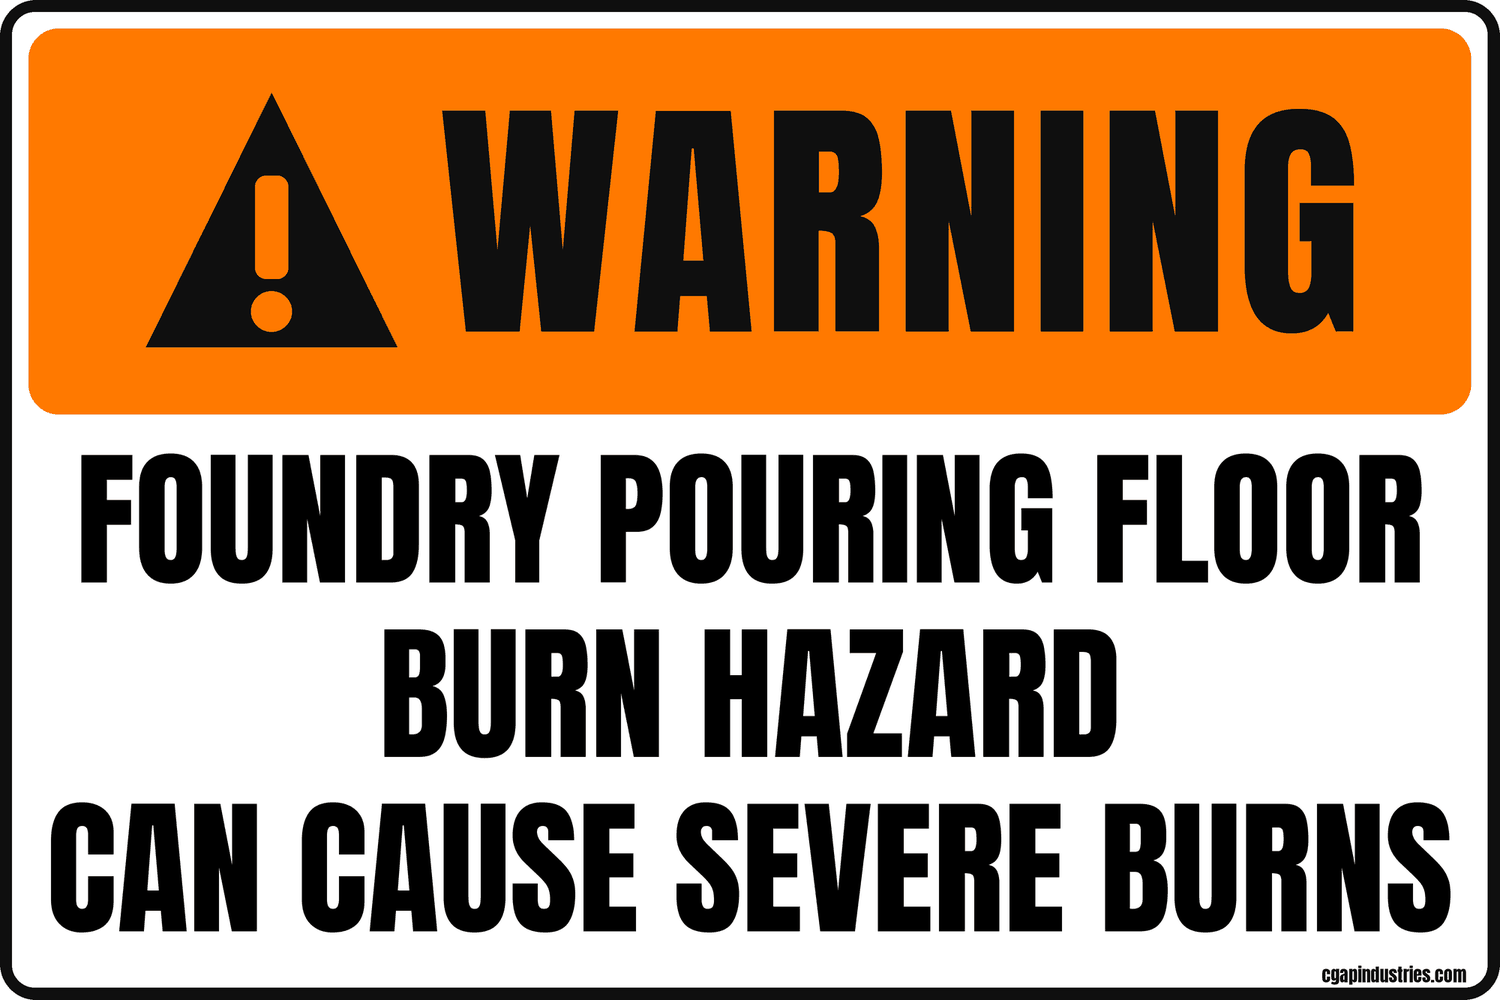 WARNING
FOUNDRY POURING FLOOR
BURN HAZARD
CAN CAUSE SEVERE BURNS
cgapindustries.com